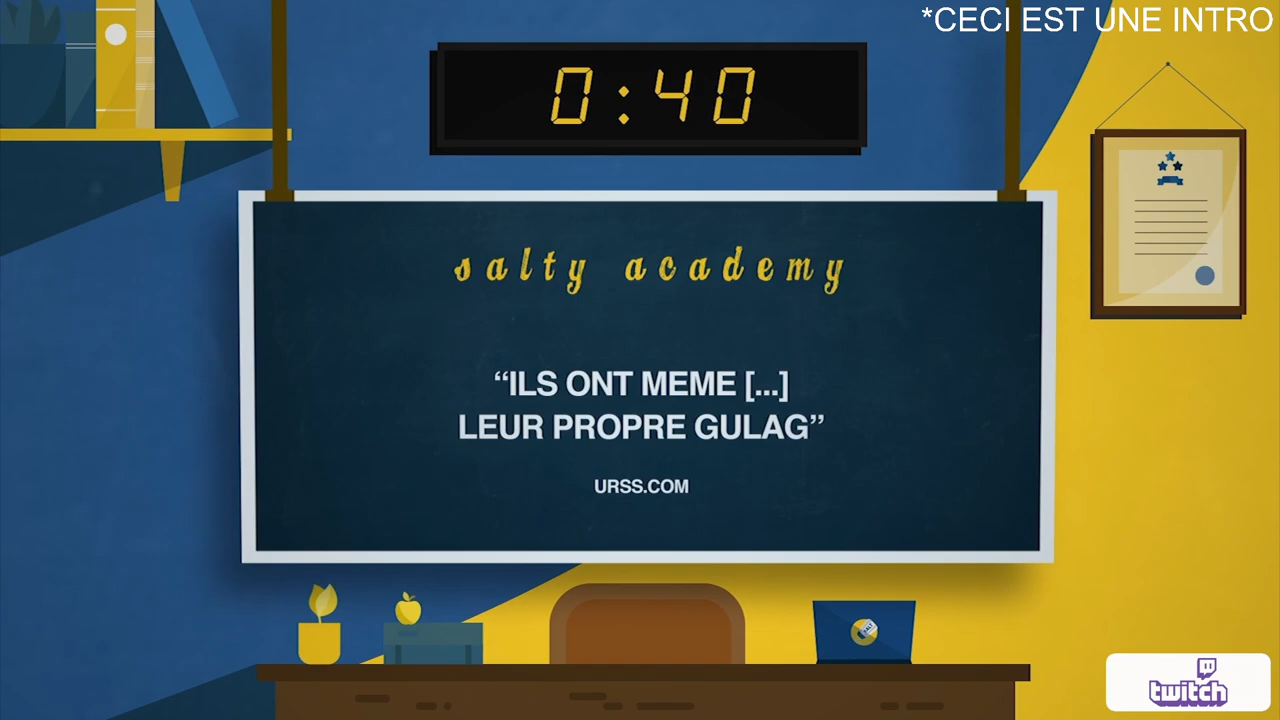 *CECI EST UNE INTRO
0:40
salty academy
“ILS ONT MEME [...]
LEUR PROPRE GULAG”
URSS.COM
twitch